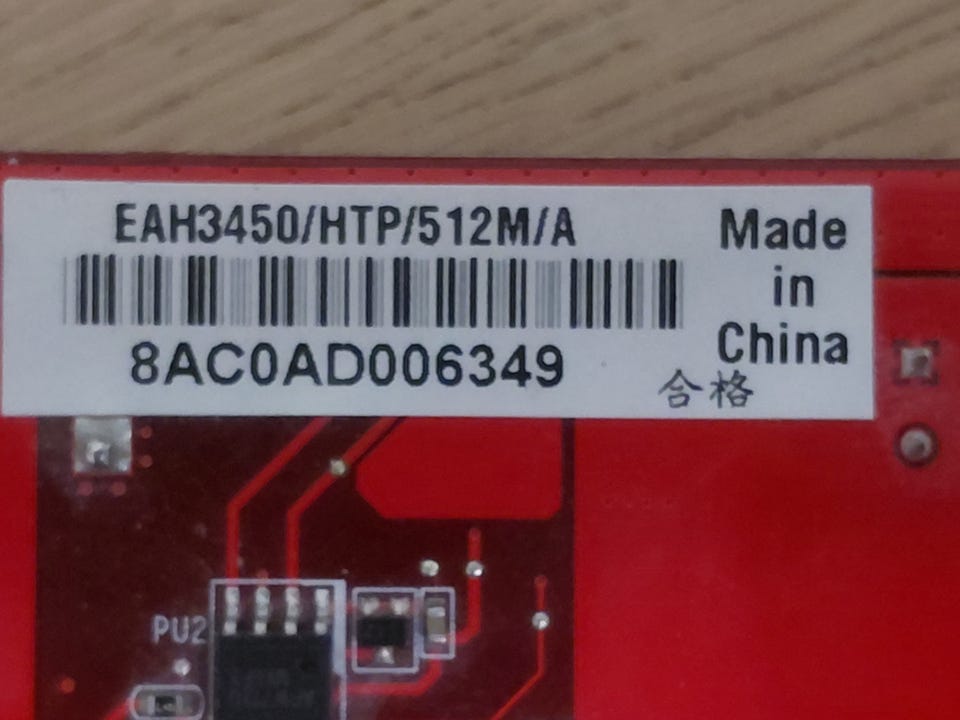 EAH3450/HTP/512M/A
8AC0AD006349
Made
in
China
合格
PU2